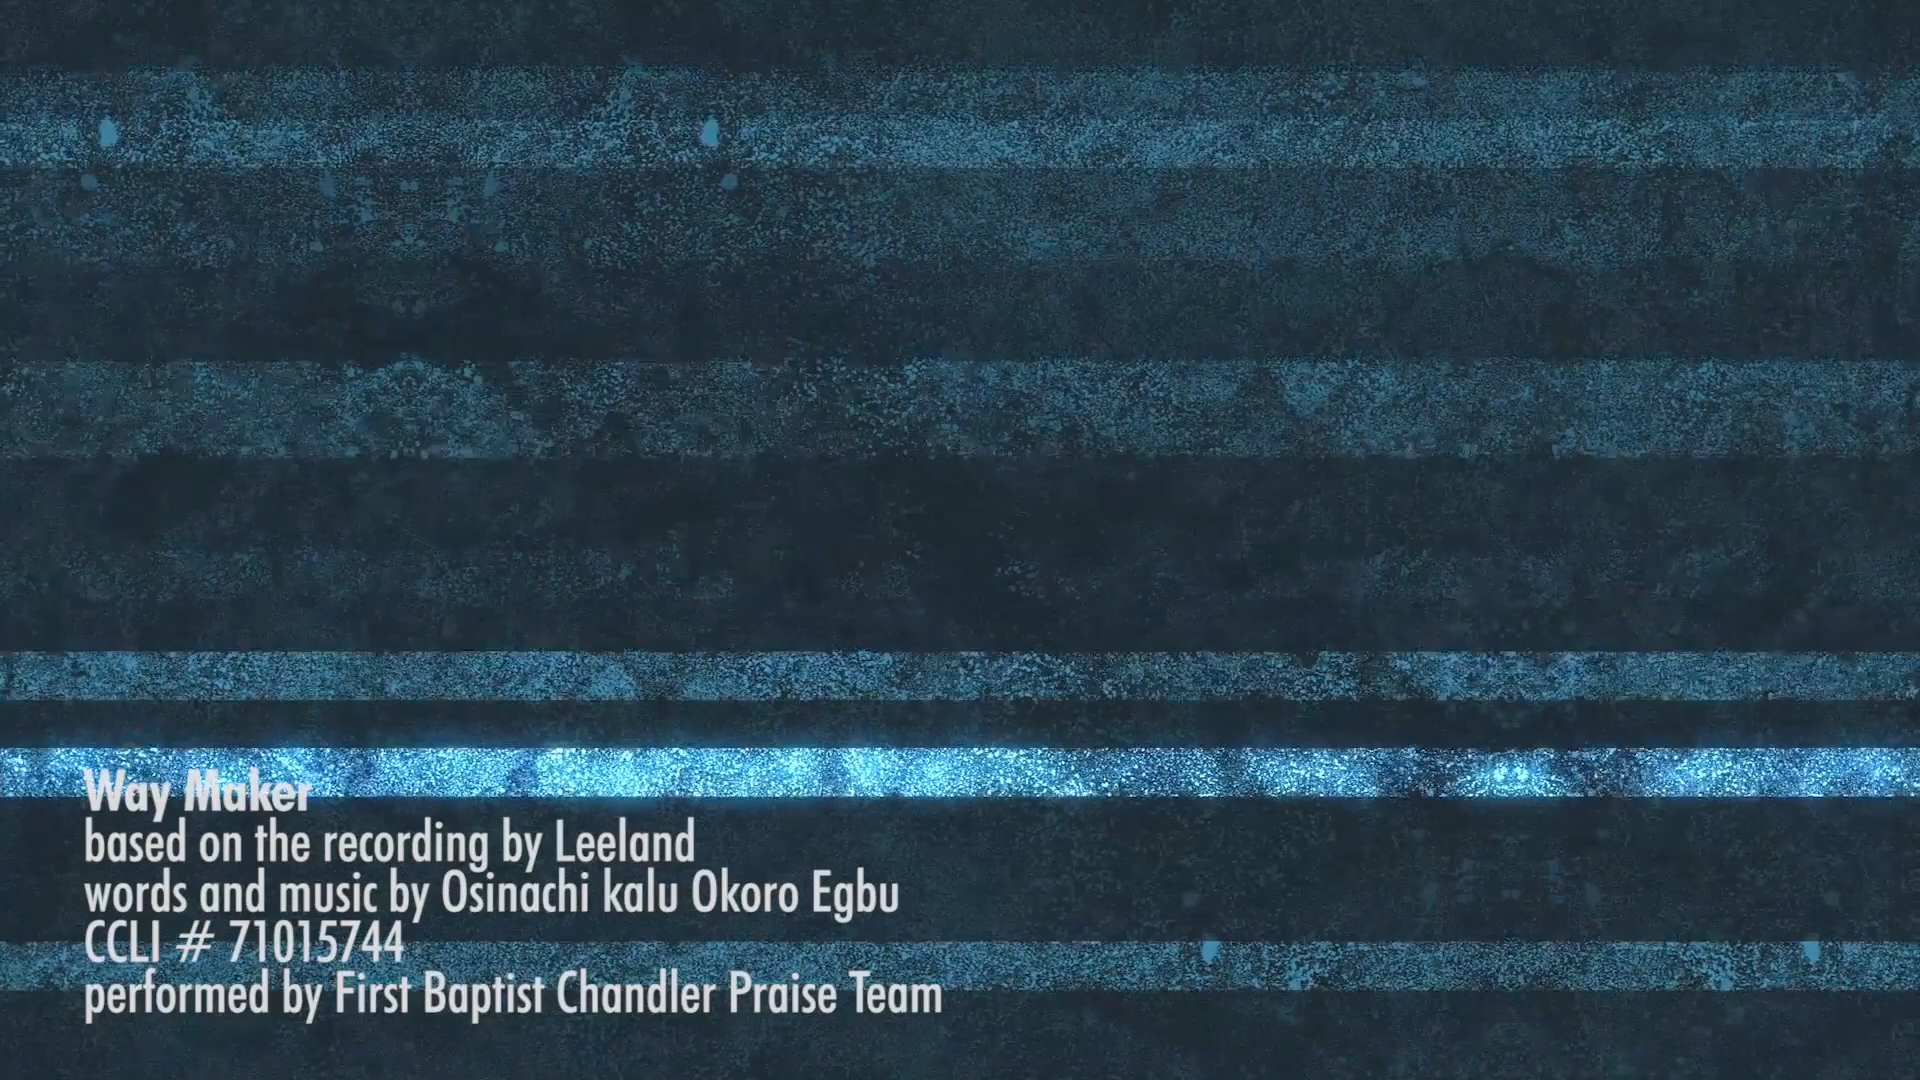 Way Maker
based on the recording by Leeland
words and music by Osinachi kalu Okoro Egbu
CCLI # 71015744
performed by First Baptist Chandler Praise Team